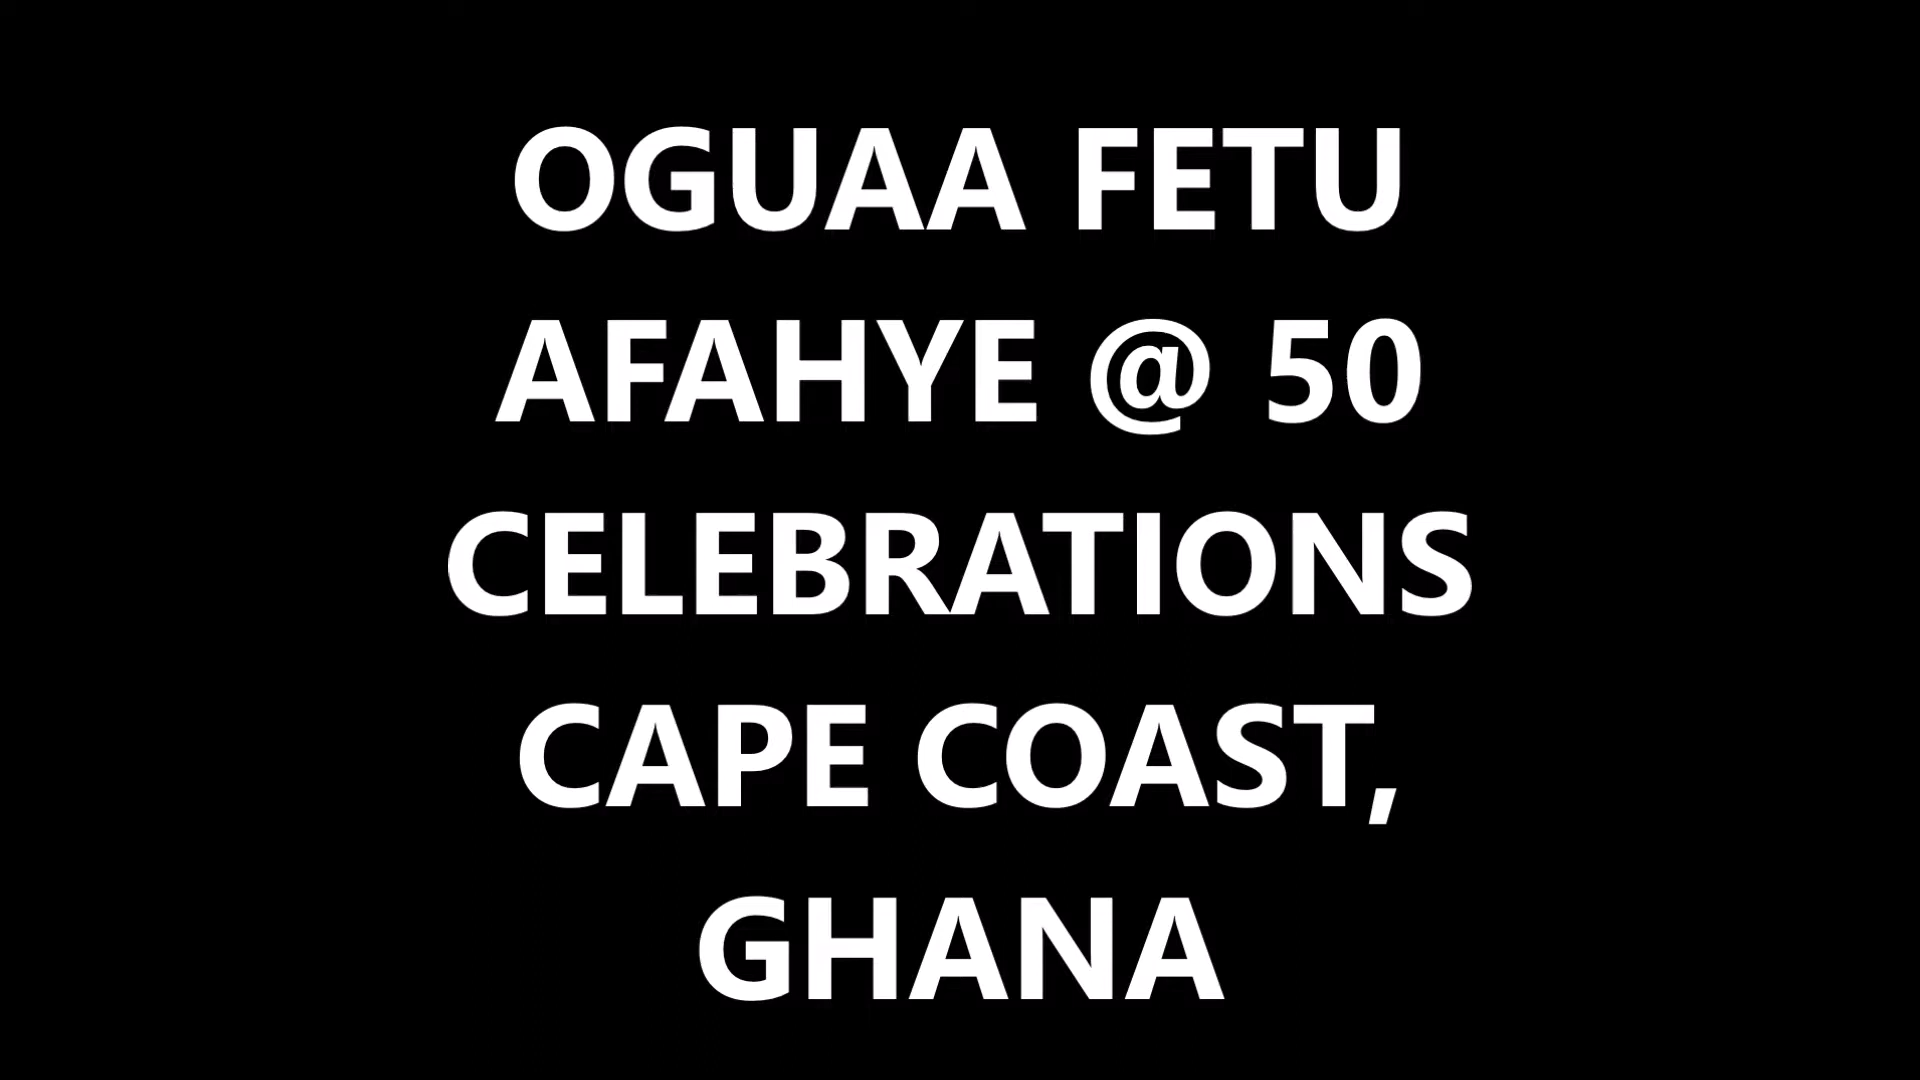 OGUAA FETU
AFAHYE @ 50
CELEBRATIONS
CAPE COAST,
GHANA